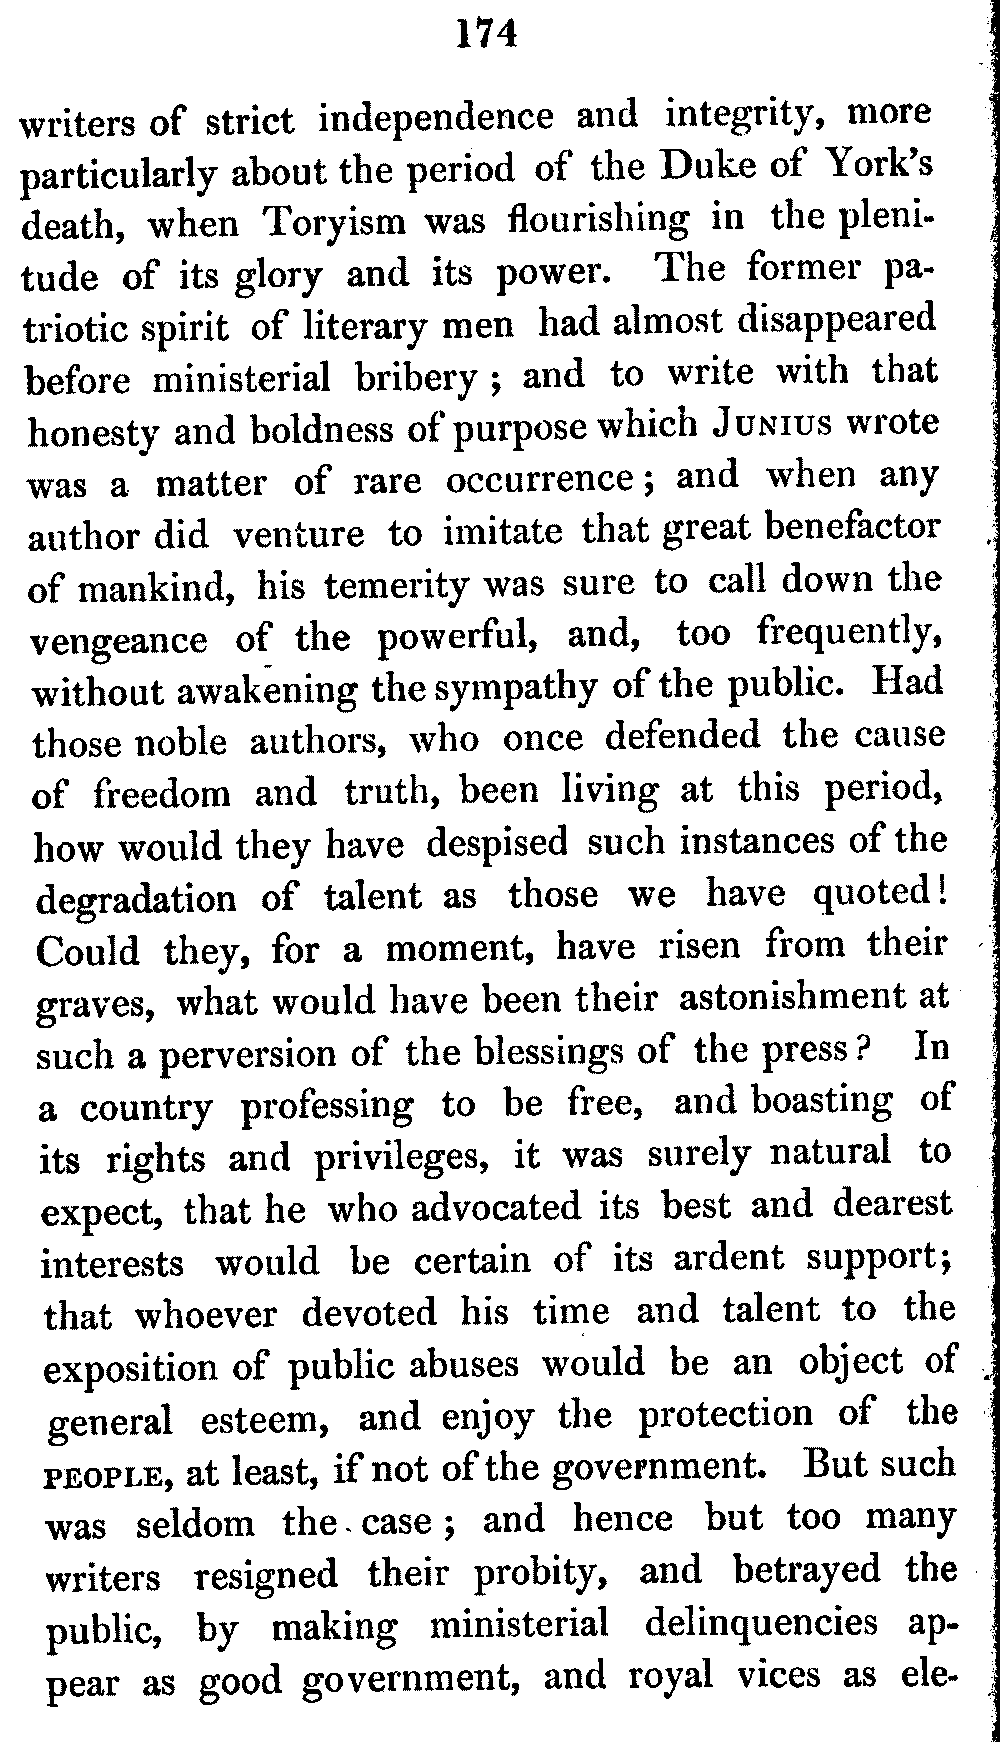 174
writers of strict independence and integrity, more
particularly about the period of the Duke of York's
death, when Toryism was flourishing in the pleni-
tude of its glory and its power. The former pa-
triotic spirit of literary men had almost disappeared
before ministerial bribery ; and to write with that
honesty and boldness of purpose which JUNIUS wrote
was a matter of rare occurrence ; and when any
author did venture to imitate that great benefactor
of mankind, his temerity was sure to call down the
vengeance of the powerful, and, too frequently,
without awakening the sympathy of the public. Had
those noble authors, who once defended the cause
of freedom and truth, been living at this period,
how would they have despised such instances of the
degradation of talent as those we have quoted!
Could they, for a moment, have risen from their
graves, what would have been their astonishment at
such a perversion of the blessings of the press? In
a country professing to be free, and boasting of
its rights and privileges, it was surely natural to
expect, that he who advocated its best and dearest
interests would be certain of its ardent support;
that whoever devoted his time and talent to the
exposition of public abuses would be an object of
general esteem, and enjoy the protection of the
PEOPLE, at least, if not of the government. But such
was seldom the case ; and hence but too many
writers resigned their probity, and betrayed the
public, by making ministerial delinquencies ap-
pear as good government, and royal vices as ele-